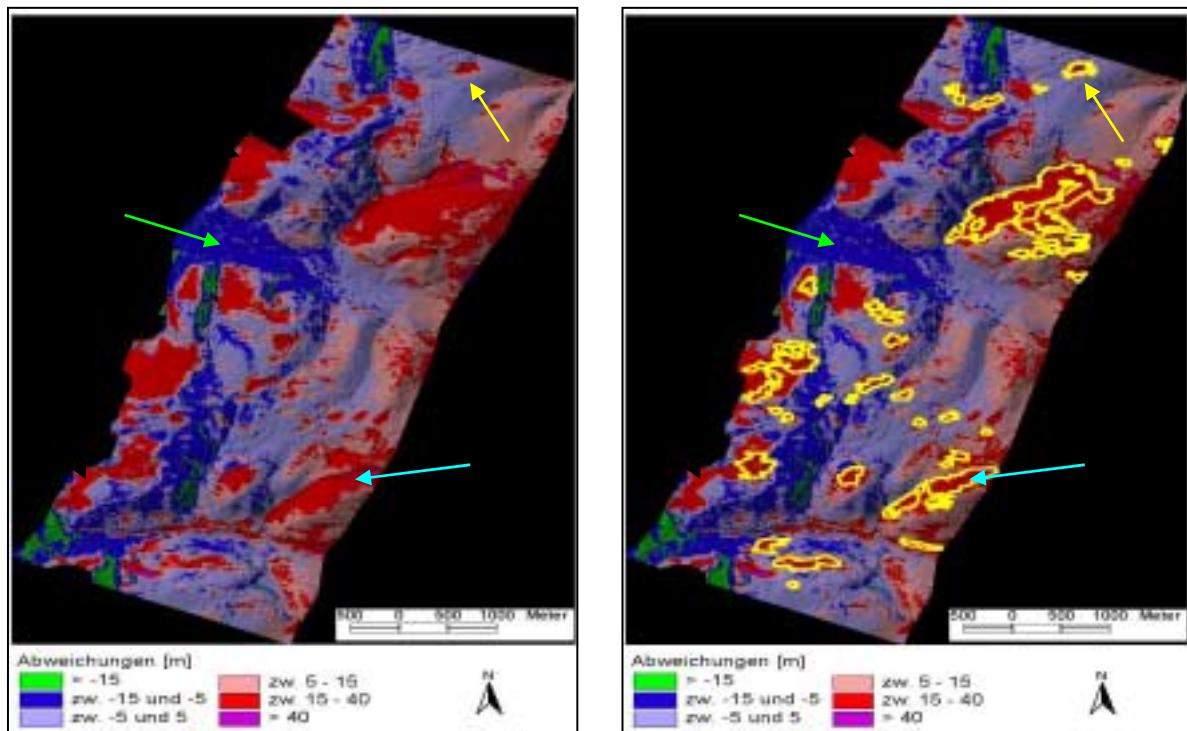 500 0 500 1000 Meter
Abweichungen [m]
> -15
zw. -15 und -5
zw. -5 und 5
zw. 5 - 15
zw. 15 - 40
> 40
N
500 0 500 1000 Meter
Abweichungen [m]
> -15
zw. -15 und -5
zw. -5 und 5
zw. 5 - 15
zw. 15 - 40
> 40
N